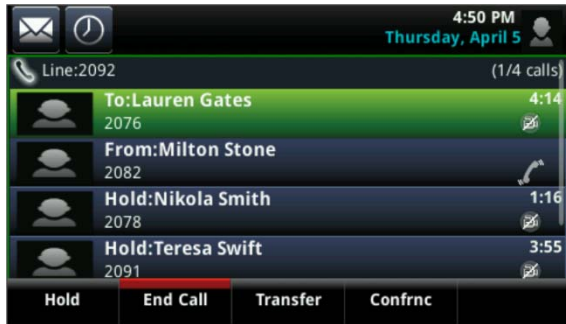 4:50 PM
Thursday, April 5
Line:2092 (1/4 calls)
To:Lauren Gates 4:14
2076
From:Milton Stone
2082
Hold:Nikola Smith 1:16
2078
Hold:Teresa Swift 3:55
2091
Hold End Call Transfer Confrnc